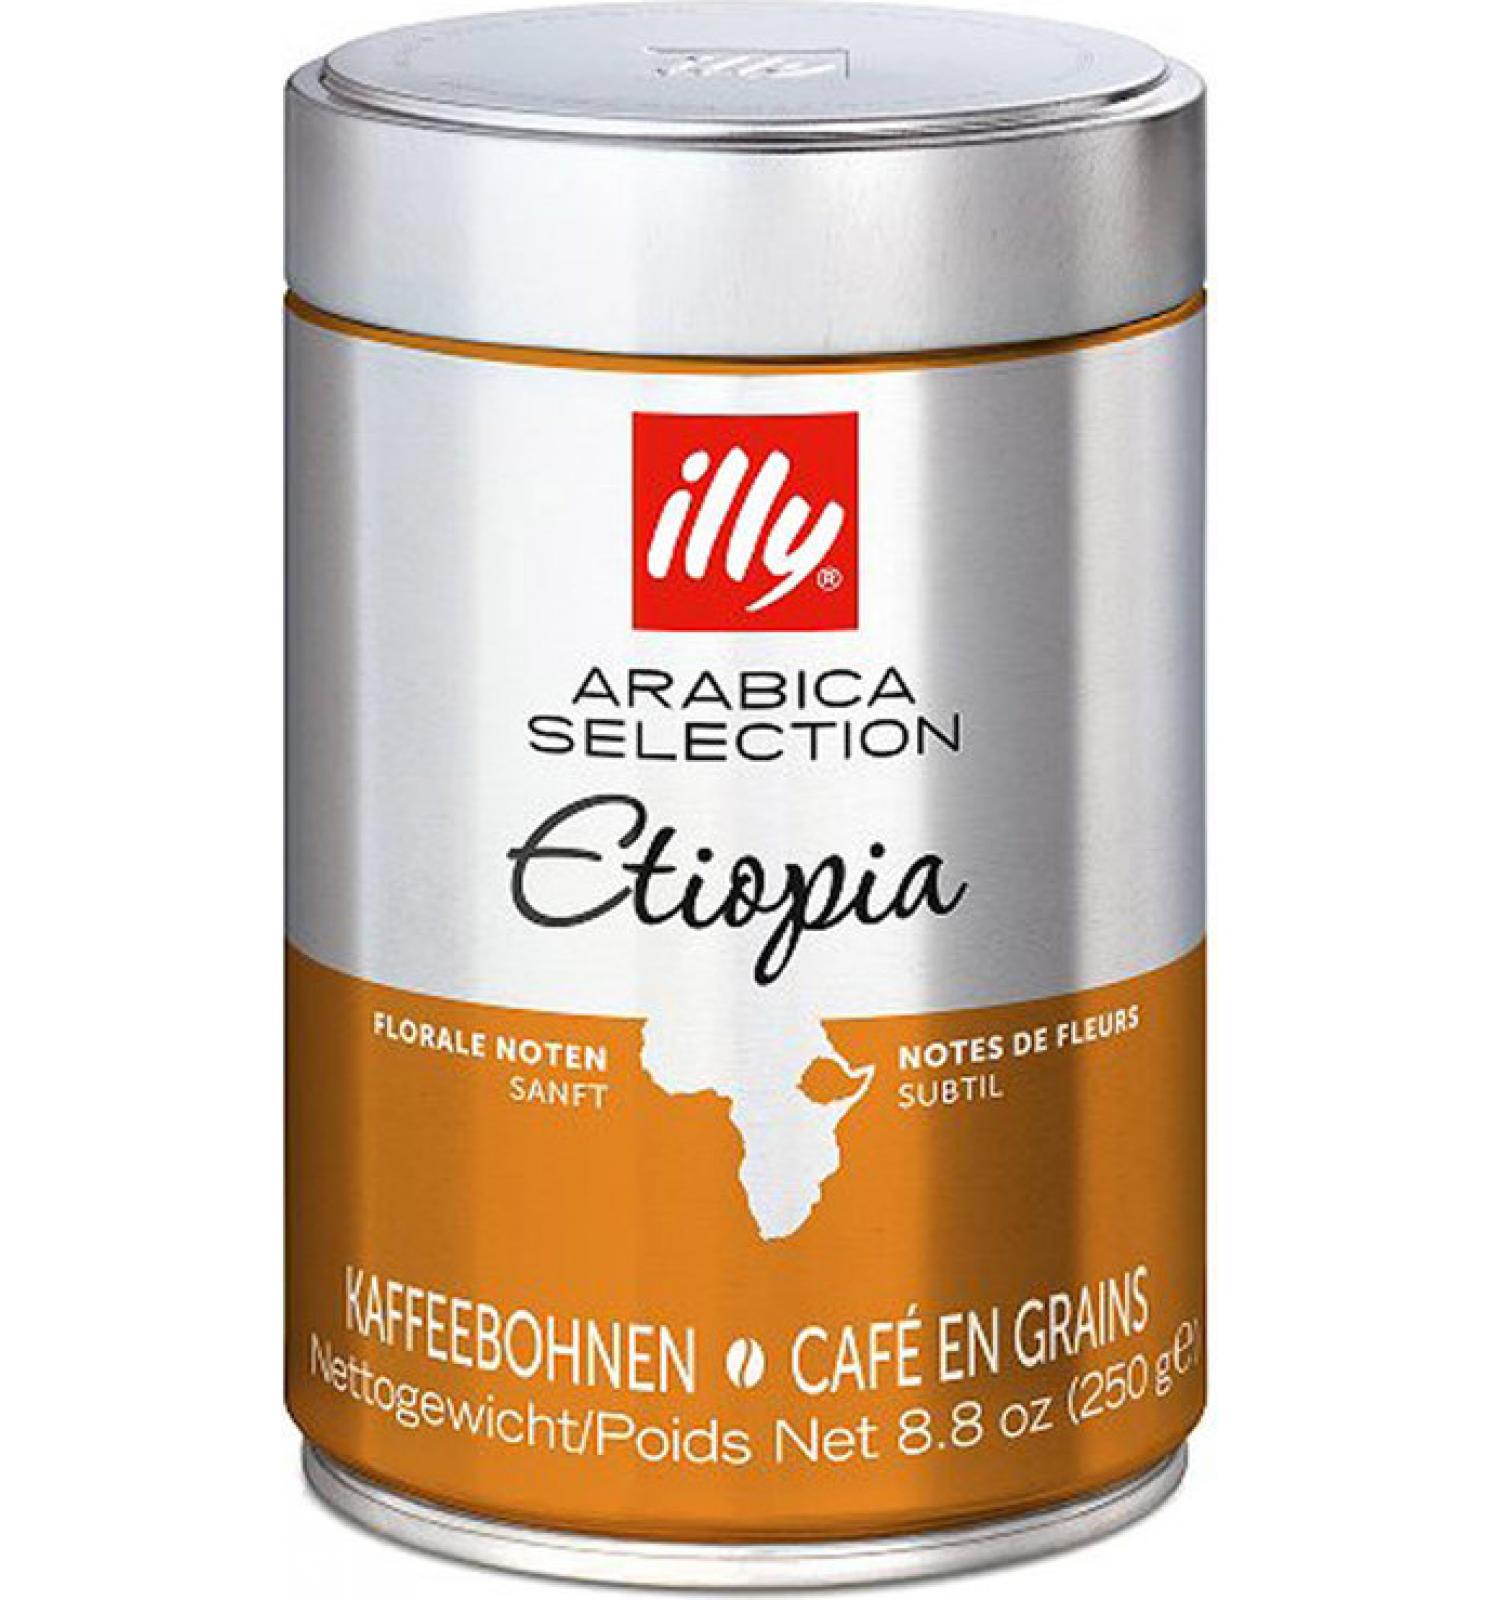 illy
illy®
ARABICA
SELECTION
Etiopia
FLORALE NOTEN
SANFT
NOTES DE FLEURS
SUBTIL
KAFFEEBOHNEN CAFÉ EN GRAINS
Nettogewicht/Poids Net 8.8 oz (250 g e)